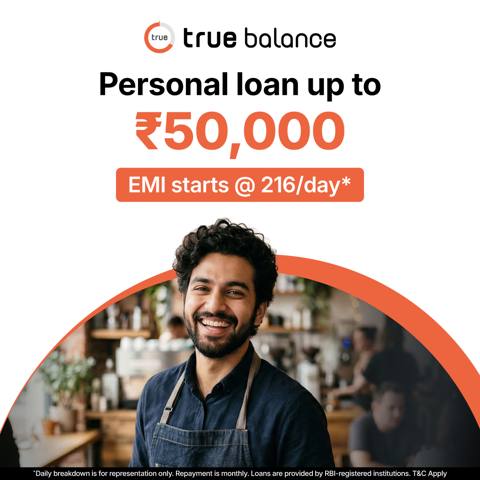 true
true balance
Personal loan up to
₹50,000
EMI starts @ 216/day*
*Daily breakdown is for representation only. Repayment is monthly. Loans are provided by RBI-registered institutions. T&C Apply